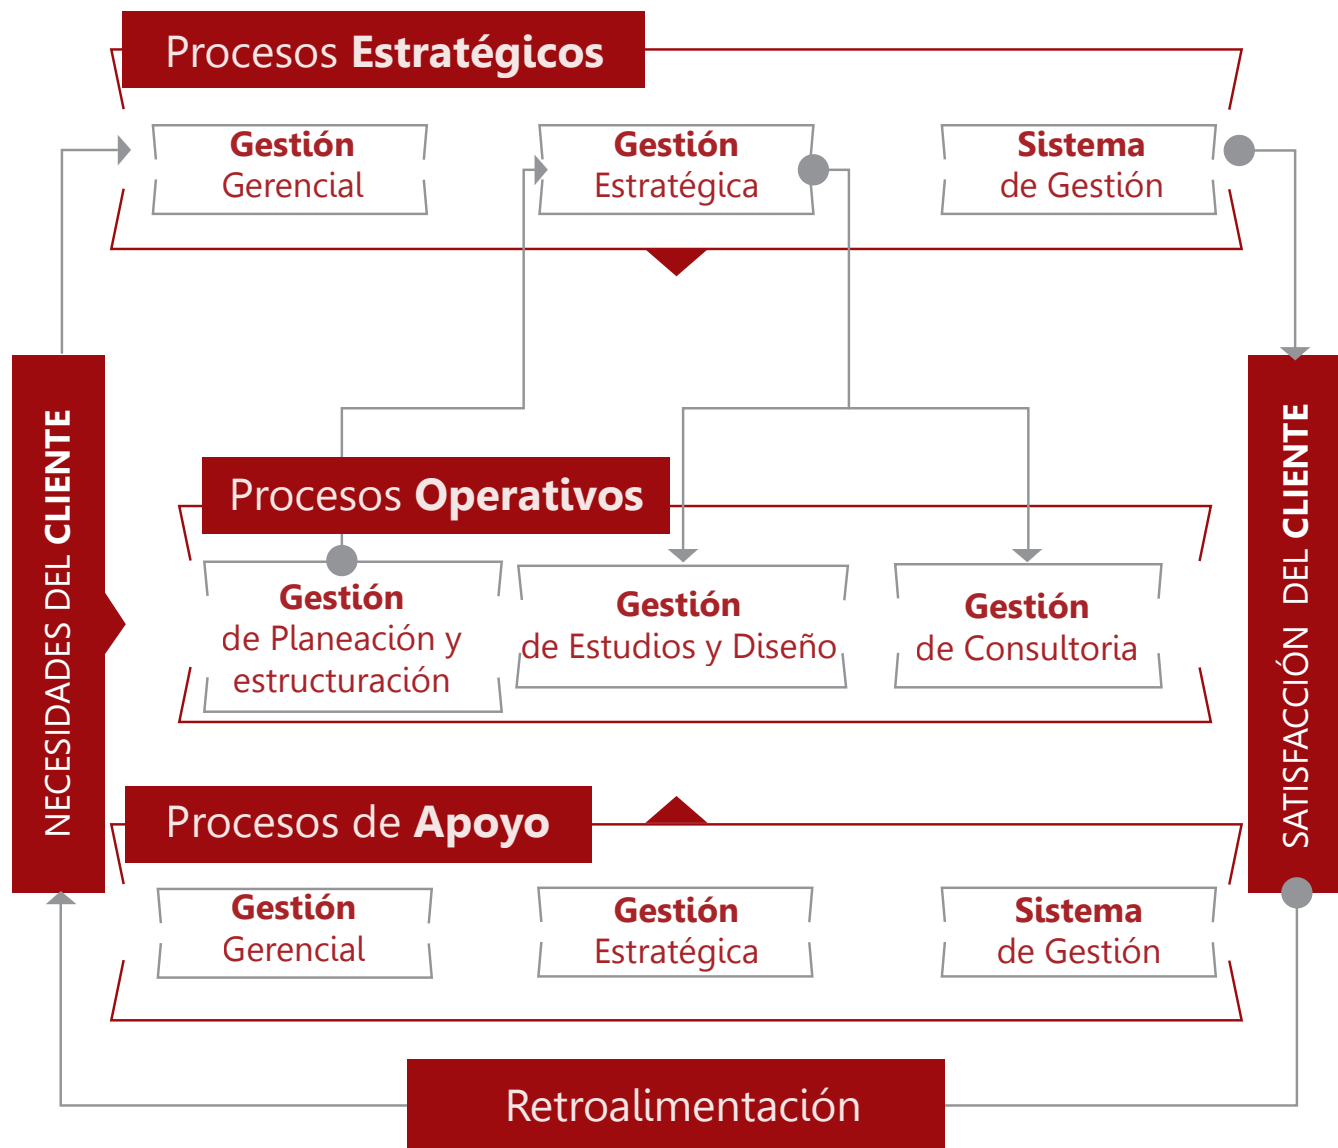 Procesos Estratégicos
Gestión
Gerencial
Gestión
Estratégica
Sistema
de Gestión
NECESIDADES DEL CLIENTE
SATISFACCIÓN DEL CLIENTE
Procesos Operativos
Gestión
de Planeación y
estructuración
Gestión
de Estudios y Diseño
Gestión
de Consultoria
Procesos de Apoyo
Gestión
Gerencial
Gestión
Estratégica
Sistema
de Gestión
Retroalimentación